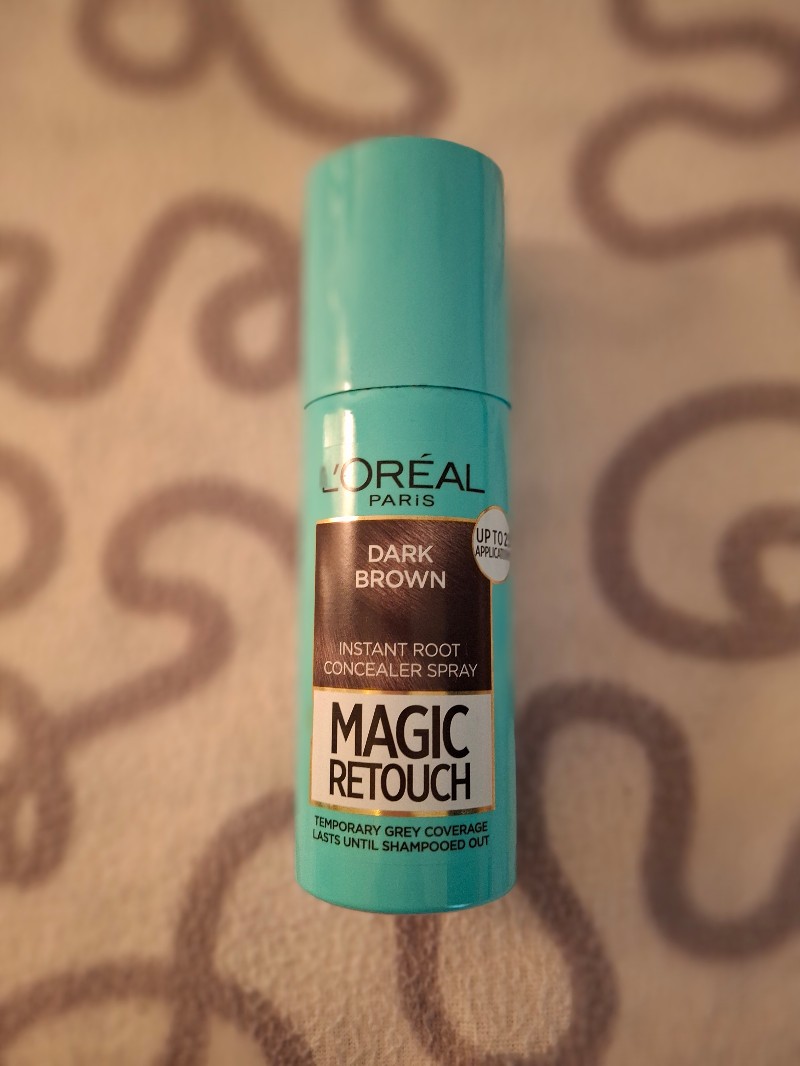 L'ORÉAL
PARiS
DARK
BROWN
UP TO
INSTANT ROOT
CONCEALER SPRAY
MAGIC
RETOUCH
TEMPORARY GREY COVERAGE
LASTS UNTIL SHAMPOOED OUT